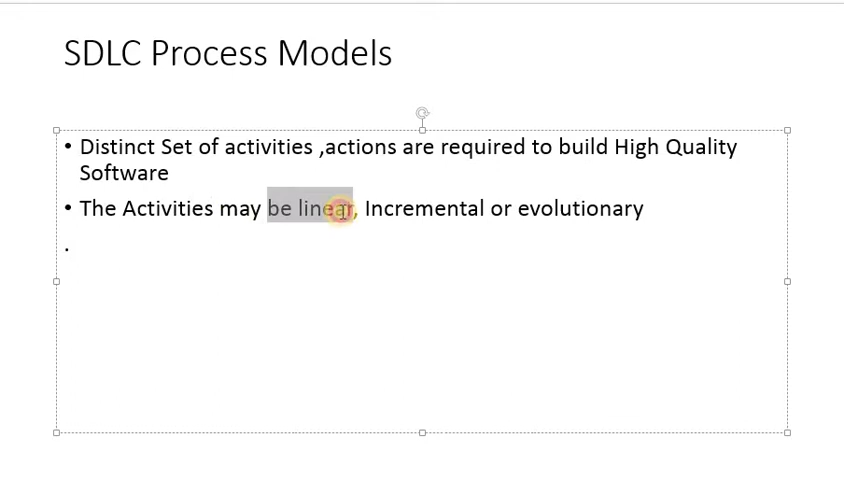 SDLC Process Models
• Distinct Set of activities ,actions are required to build High Quality
Software
• The Activities may be linear, Incremental or evolutionary
.